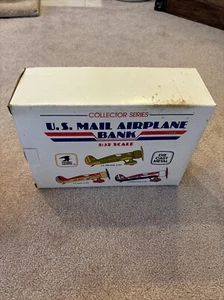 COLLECTOR SERIES
U.S. MAIL AIRPLANE
BANK
1:32 SCALE
DIE CAST
METAL